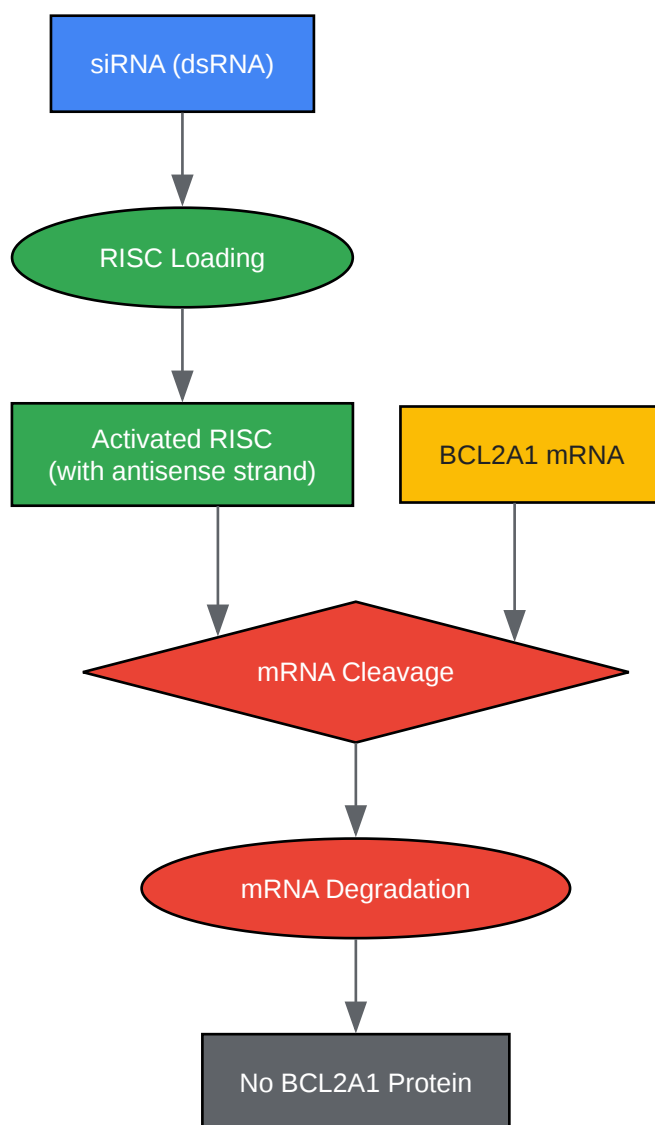 siRNA (dsRNA)
RISC Loading
Activated RISC
(with antisense strand)
BCL2A1 mRNA
mRNA Cleavage
mRNA Degradation
No BCL2A1 Protein